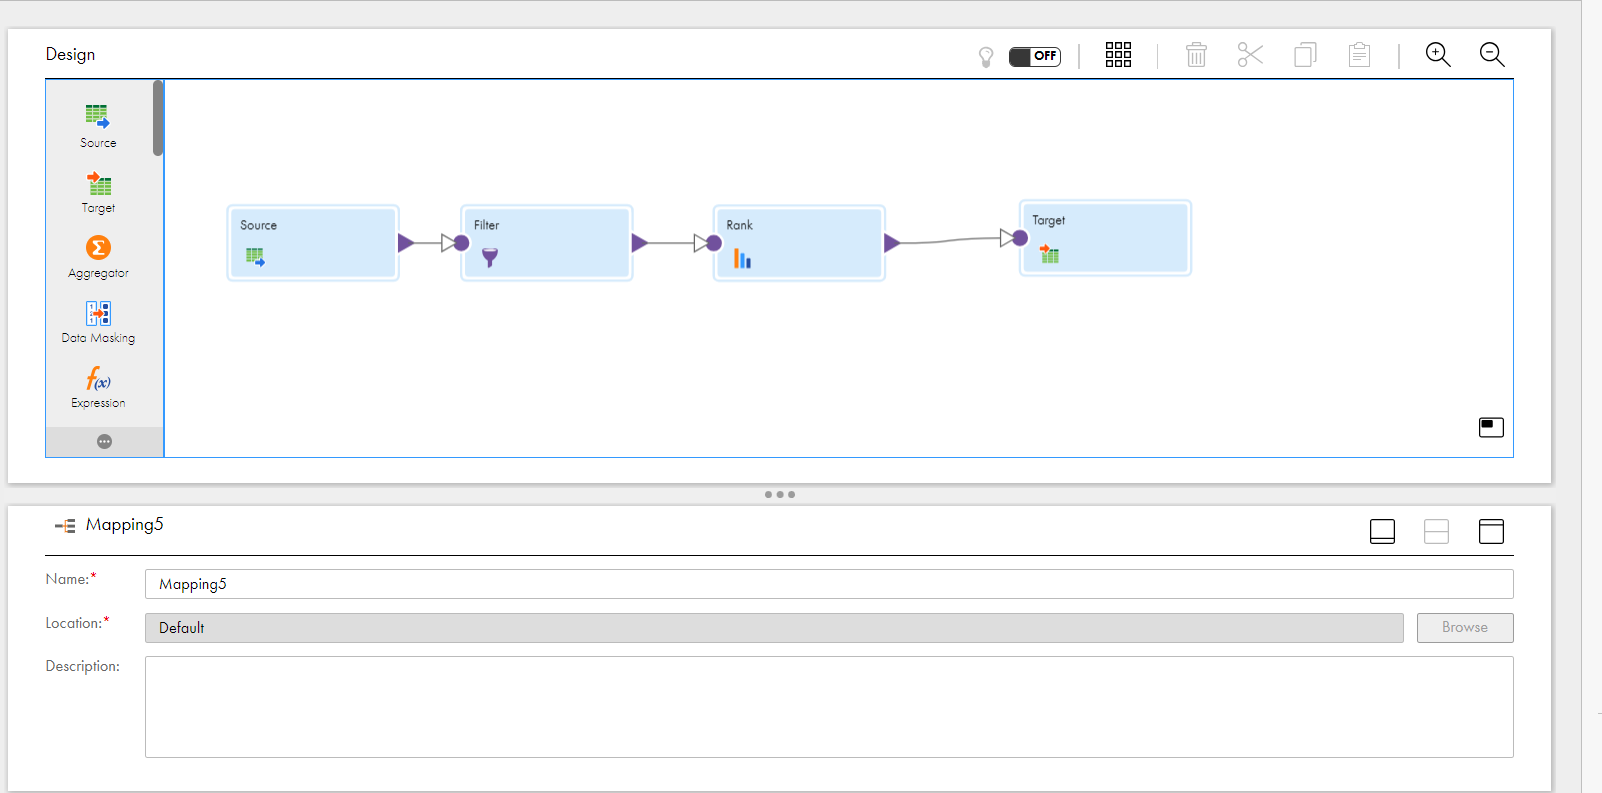 Design
OFF
Source
Target
Aggregator
Data Masking
Expression
Source
Filter
Rank
Target
Mapping5
Name:*
Mapping5
Location:*
Default
Browse
Description: